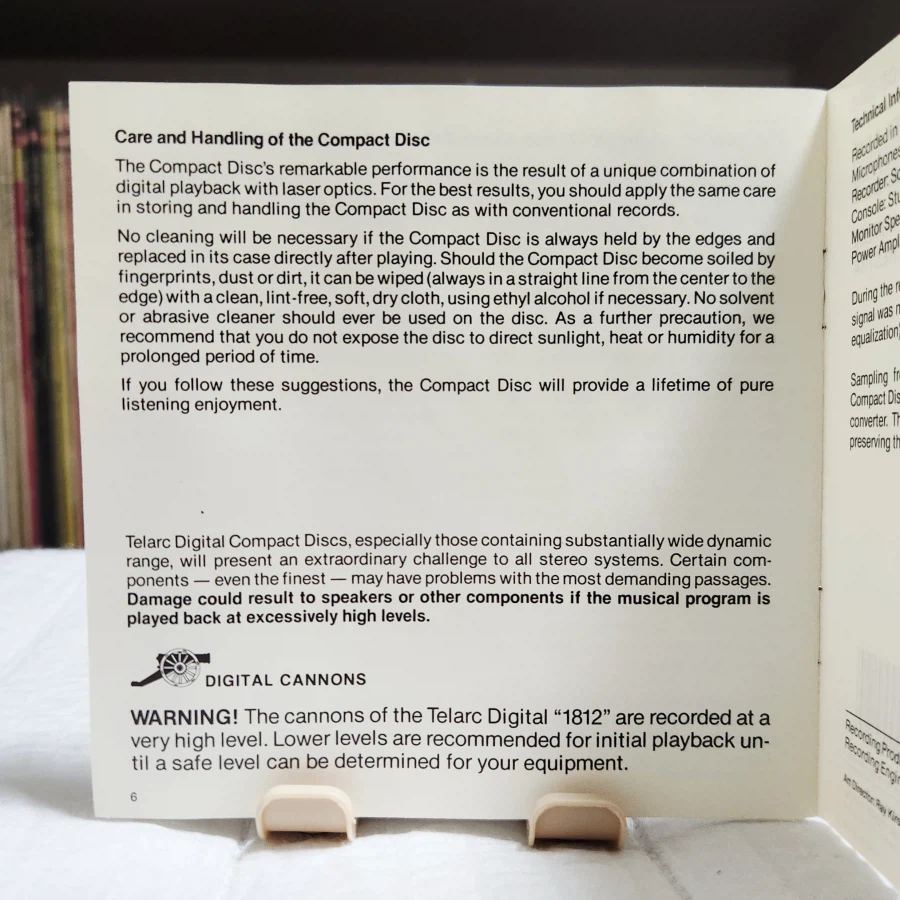 Care and Handling of the Compact Disc
The Compact Disc's remarkable performance is the result of a unique combination of
digital playback with laser optics. For the best results, you should apply the same care
in storing and handling the Compact Disc as with conventional records.
No cleaning will be necessary if the Compact Disc is always held by the edges and
replaced in its case directly after playing. Should the Compact Disc become soiled by
fingerprints, dust or dirt, it can be wiped (always in a straight line from the center to the
edge) with a clean, lint-free, soft, dry cloth, using ethyl alcohol if necessary. No solvent
or abrasive cleaner should ever be used on the disc. As a further precaution, we
recommend that you do not expose the disc to direct sunlight, heat or humidity for a
prolonged period of time.
If you follow these suggestions, the Compact Disc will provide a lifetime of pure
listening enjoyment.
Telarc Digital Compact Discs, especially those containing substantially wide dynamic
range, will present an extraordinary challenge to all stereo systems. Certain com-
ponents — even the finest — may have problems with the most demanding passages.
Damage could result to speakers or other components if the musical program is
played back at excessively high levels.
DIGITAL CANNONS
WARNING! The cannons of the Telarc Digital "1812" are recorded at a
very high level. Lower levels are recommended for initial playback un-
til a safe level can be determined for your equipment.
6
Technical
Recorded in
Microphones
Recorder:
Console:
Monitor
Power
During the
signal was
equalization
Sampling
Compact
converter.
preserving
Recording
Recording
Art Direction: Ray